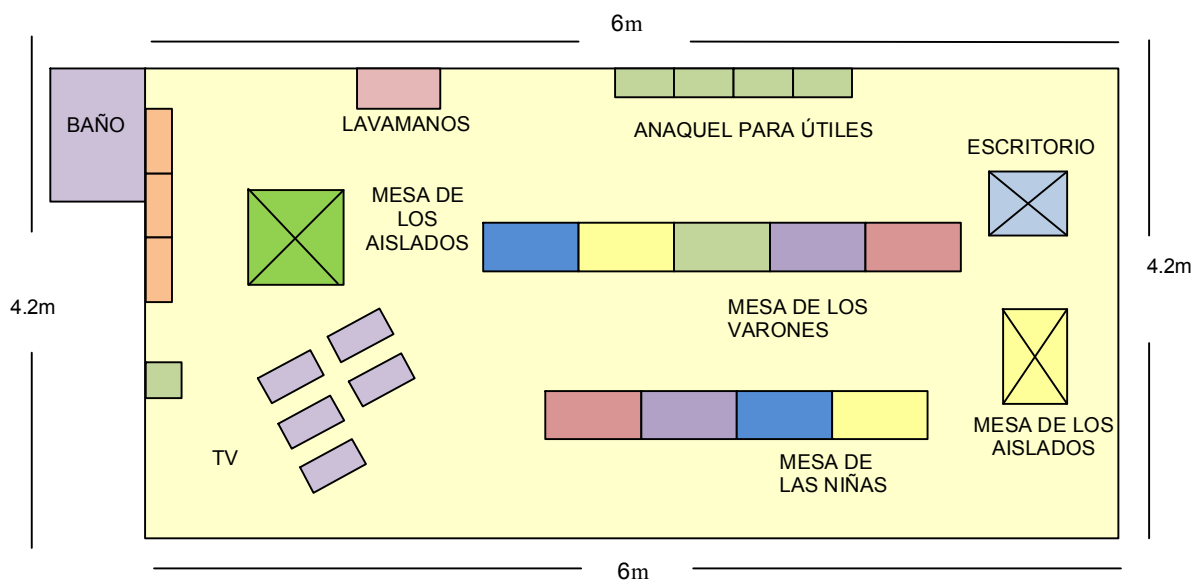 6m
BAÑO
LAVAMANOS
ANAQUEL PARA ÚTILES
ESCRITORIO
MESA DE
LOS
AISLADOS
4.2m
4.2m
MESA DE LOS
VARONES
MESA DE LOS
AISLADOS
TV
MESA DE
LAS NIÑAS
6m